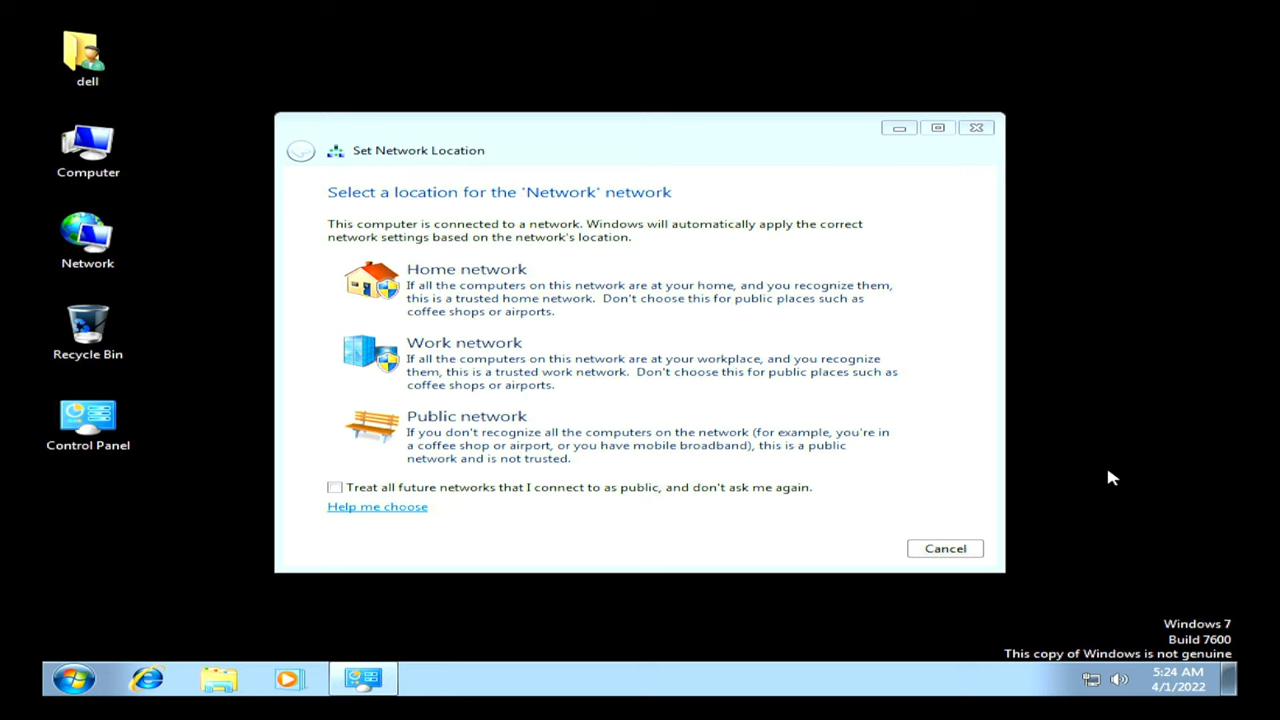 dell
Computer
Network
Recycle Bin
Control Panel
Set Network Location
Select a location for the 'Network' network
This computer is connected to a network. Windows will automatically apply the correct
network settings based on the network's location.
Home network
If all the computers on this network are at your home, and you recognize them,
this is a trusted home network.  Don't choose this for public places such as
coffee shops or airports.
Work network
If all the computers on this network are at your workplace, and you recognize
them, this is a trusted work network.  Don't choose this for public places such as
coffee shops or airports.
Public network
If you don't recognize all the computers on the network (for example, you're in
a coffee shop or airport, or you have mobile broadband), this is a public
network and is not trusted.
Treat all future networks that I connect to as public, and don't ask me again.
Help me choose
Cancel
Windows 7
Build 7600
This copy of Windows is not genuine
5:24 AM
4/1/2022